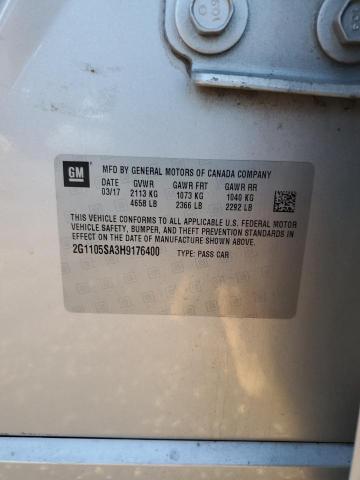 GM
MFD BY GENERAL MOTORS OF CANADA COMPANY
DATE GVWR GAWR FRT GAWR RR
03/17 2113 KG 1073 KG 1040 KG
4658 LB 2366 LB 2292 LB
THIS VEHICLE CONFORMS TO ALL APPLICABLE U.S. FEDERAL MOTOR
VEHICLE SAFETY, BUMPER, AND THEFT PREVENTION STANDARDS IN
EFFECT ON THE DATE OF MANUFACTURE SHOWN ABOVE.
2G1105SA3H9176400 TYPE: PASS CAR